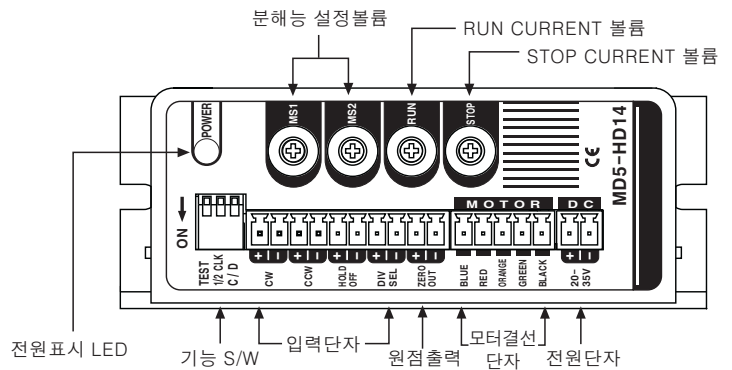 분해능 설정볼륨
RUN CURRENT 볼륨
STOP CURRENT 볼륨
POWER
MS1
MS2
RUN
STOP
CE
MD5-HD14
ON
MOTOR
DC
+ - + - + - + - + - + -
TEST
1/2 CLK
C / D
CW
CCW
HOLD
OFF
DIV
SEL
ZERO
OUT
BLUE
RED
ORANGE
GREEN
BLACK
20-
35V
전원표시 LED
기능 S/W
입력단자
원점출력
모터결선
단자
전원단자